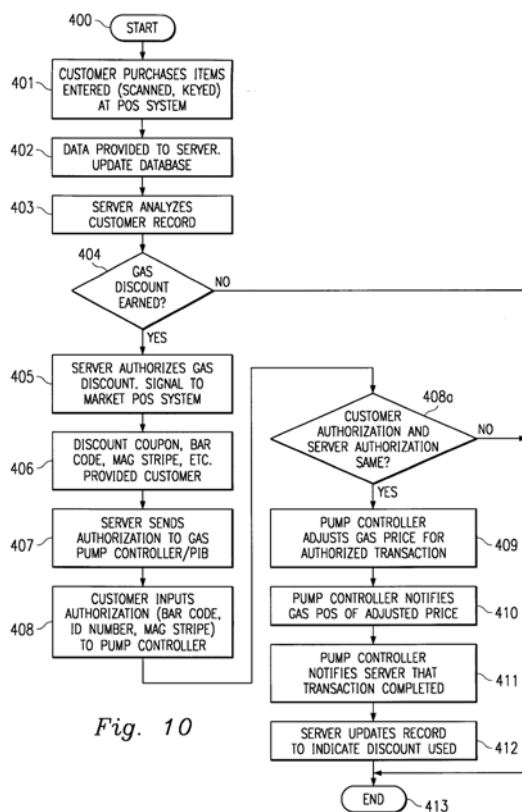 400
START
401
CUSTOMER PURCHASES ITEMS
ENTERED (SCANNED, KEYED)
AT POS SYSTEM
402
DATA PROVIDED TO SERVER.
UPDATE DATABASE
403
SERVER ANALYZES
CUSTOMER RECORD
404
GAS
DISCOUNT
EARNED?
NO
YES
405
SERVER AUTHORIZES GAS
DISCOUNT. SIGNAL TO
MARKET POS SYSTEM
406
DISCOUNT COUPON, BAR
CODE, MAG STRIPE, ETC.
PROVIDED CUSTOMER
407
SERVER SENDS
AUTHORIZATION TO GAS
PUMP CONTROLLER/PIB
408
CUSTOMER INPUTS
AUTHORIZATION (BAR CODE,
ID NUMBER, MAG STRIPE)
TO PUMP CONTROLLER
408a
CUSTOMER
AUTHORIZATION AND
SERVER AUTHORIZATION
SAME?
NO
YES
PUMP CONTROLLER
ADJUSTS GAS PRICE FOR
AUTHORIZED TRANSACTION
409
PUMP CONTROLLER NOTIFIES
GAS POS OF ADJUSTED PRICE
410
PUMP CONTROLLER
NOTIFIES SERVER THAT
TRANSACTION COMPLETED
411
SERVER UPDATES RECORD
TO INDICATE DISCOUNT USED
412
END
413
Fig. 10